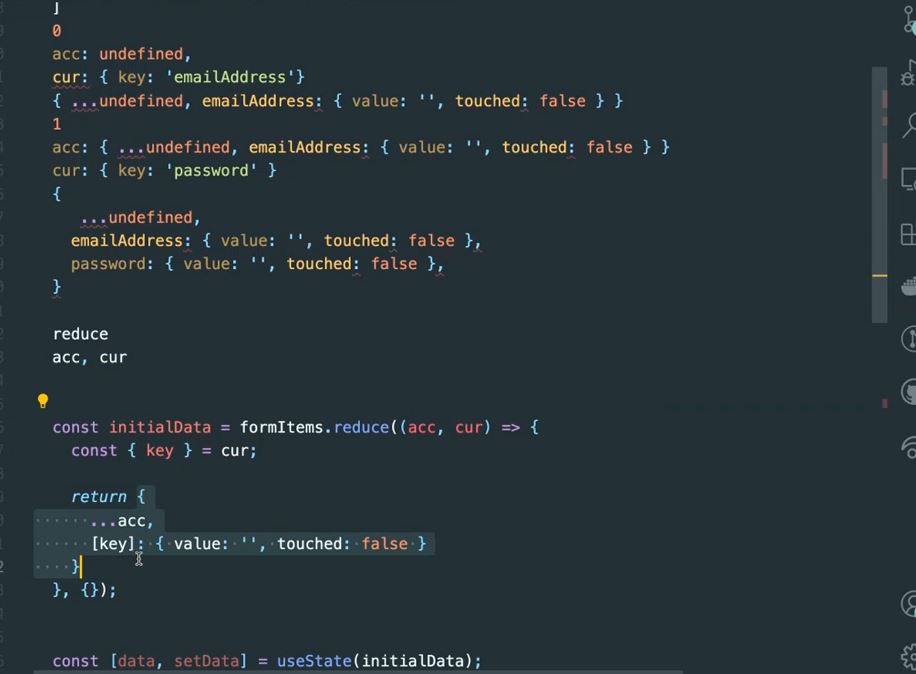 ]
0
acc: undefined,
cur: { key: 'emailAddress'}
{ ...undefined, emailAddress: { value: '', touched: false } }
1
acc: { ...undefined, emailAddress: { value: '', touched: false } }
cur: { key: 'password' }
{
...undefined,
emailAddress: { value: '', touched: false },
password: { value: '', touched: false },
}
reduce
acc, cur
const initialData = formItems.reduce((acc, cur) => {
const { key } = cur;
return {
...acc,
[key]: { value: '', touched: false }
}
}, {});
const [data, setData] = useState(initialData);